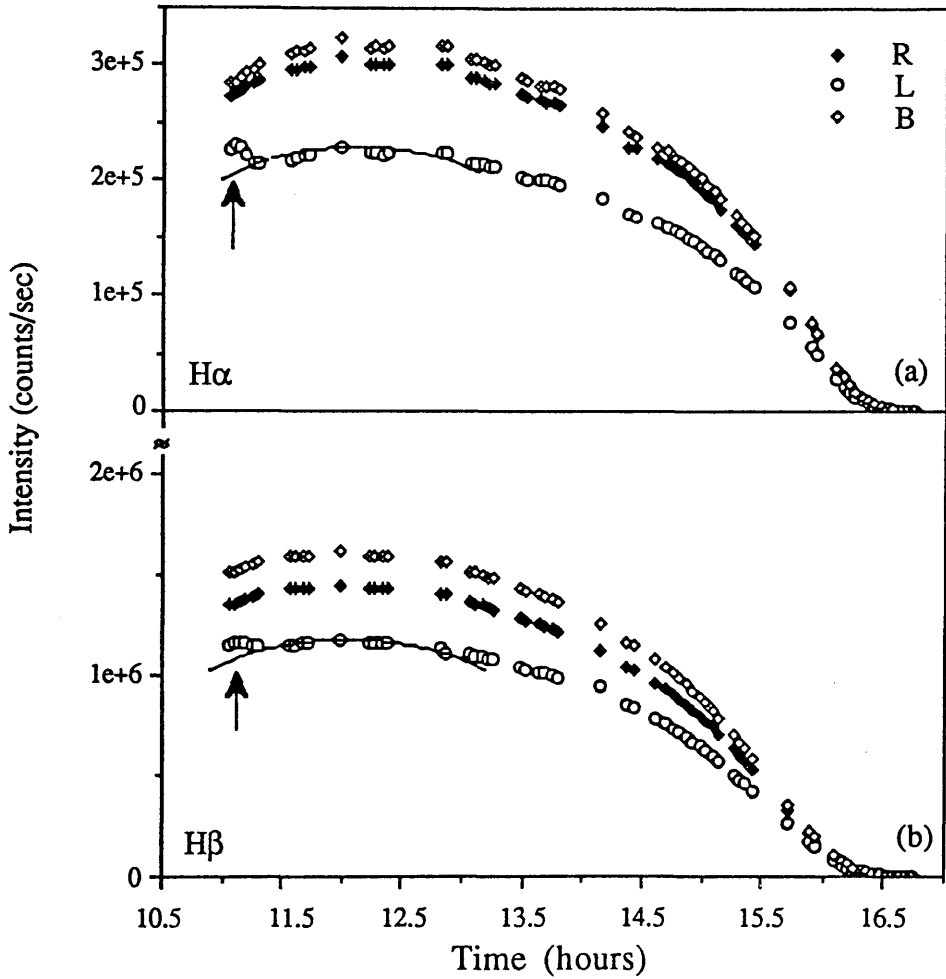 3e+5
2e+5
1e+5
0
R
L
B
Hα
(a)
Intensity (counts/sec)
≈
2e+6
1e+6
0
Hβ
(b)
10.5 11.5 12.5 13.5 14.5 15.5 16.5
Time (hours)